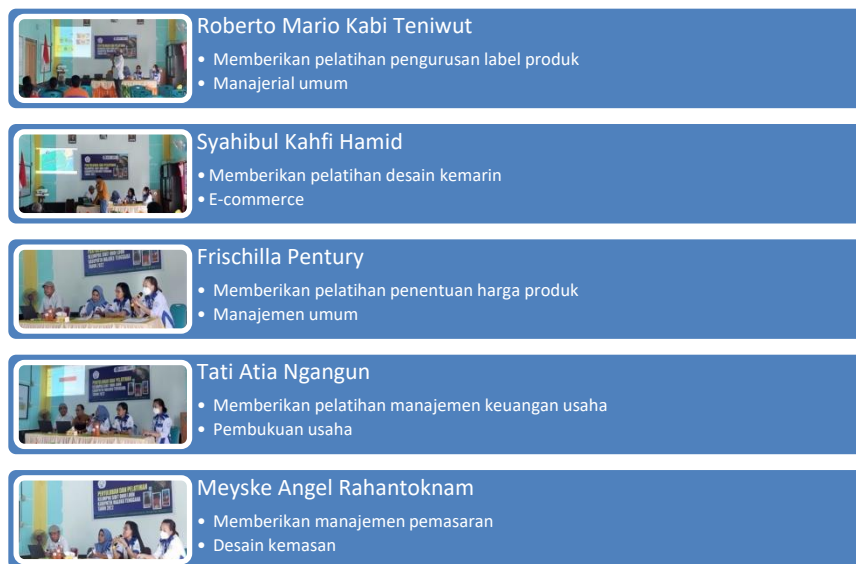 Roberto Mario Kabi Teniwut
• Memberikan pelatihan pengurusan label produk
• Manajerial umum
Syahibul Kahfi Hamid
• Memberikan pelatihan desain kemarin
• E-commerce
Frischilla Pentury
• Memberikan pelatihan penentuan harga produk
• Manajemen umum
Tati Atia Ngangun
• Memberikan pelatihan manajemen keuangan usaha
• Pembukuan usaha
Meyske Angel Rahantoknam
• Memberikan manajemen pemasaran
• Desain kemasan